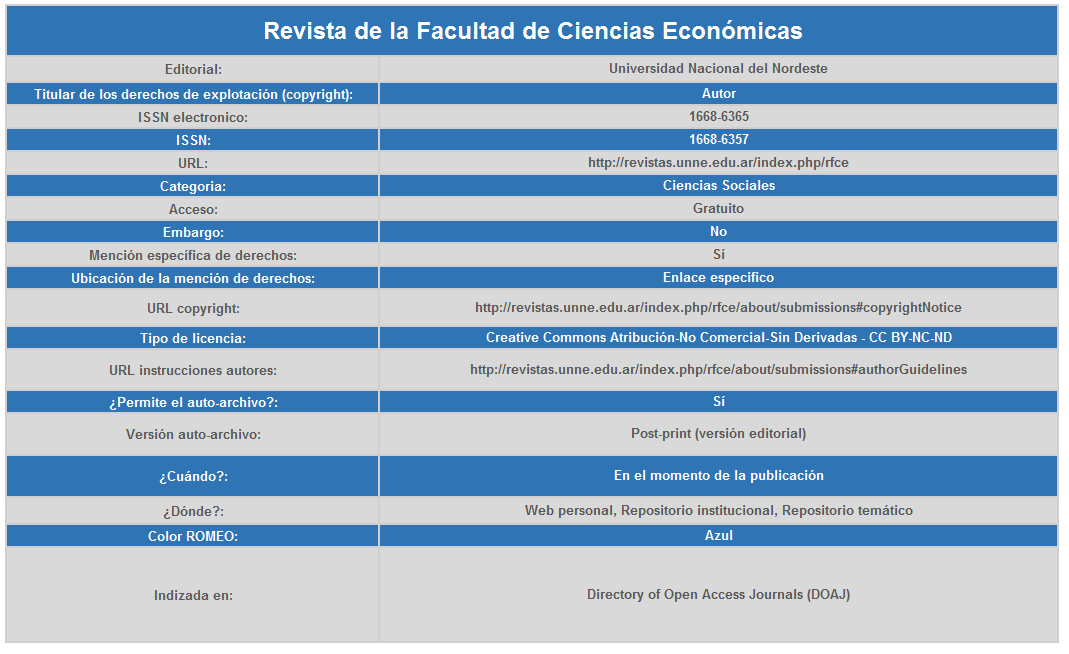 Revista de la Facultad de Ciencias Económicas
Editorial: Universidad Nacional del Nordeste
Titular de los derechos de explotación (copyright): Autor
ISSN electronico: 1668-6365
ISSN: 1668-6357
URL: http://revistas.unne.edu.ar/index.php/rfce
Categoria: Ciencias Sociales
Acceso: Gratuito
Embargo: No
Mención específica de derechos: Sí
Ubicación de la mención de derechos: Enlace específico
URL copyright: http://revistas.unne.edu.ar/index.php/rfce/about/submissions#copyrightNotice
Tipo de licencia: Creative Commons Atribución-No Comercial-Sin Derivadas - CC BY-NC-ND
URL instrucciones autores: http://revistas.unne.edu.ar/index.php/rfce/about/submissions#authorGuidelines
¿Permite el auto-archivo?: Sí
Versión auto-archivo: Post-print (versión editorial)
¿Cuándo?: En el momento de la publicación
¿Dónde?: Web personal, Repositorio institucional, Repositorio temático
Color ROMEO: Azul
Indizada en: Directory of Open Access Journals (DOAJ)